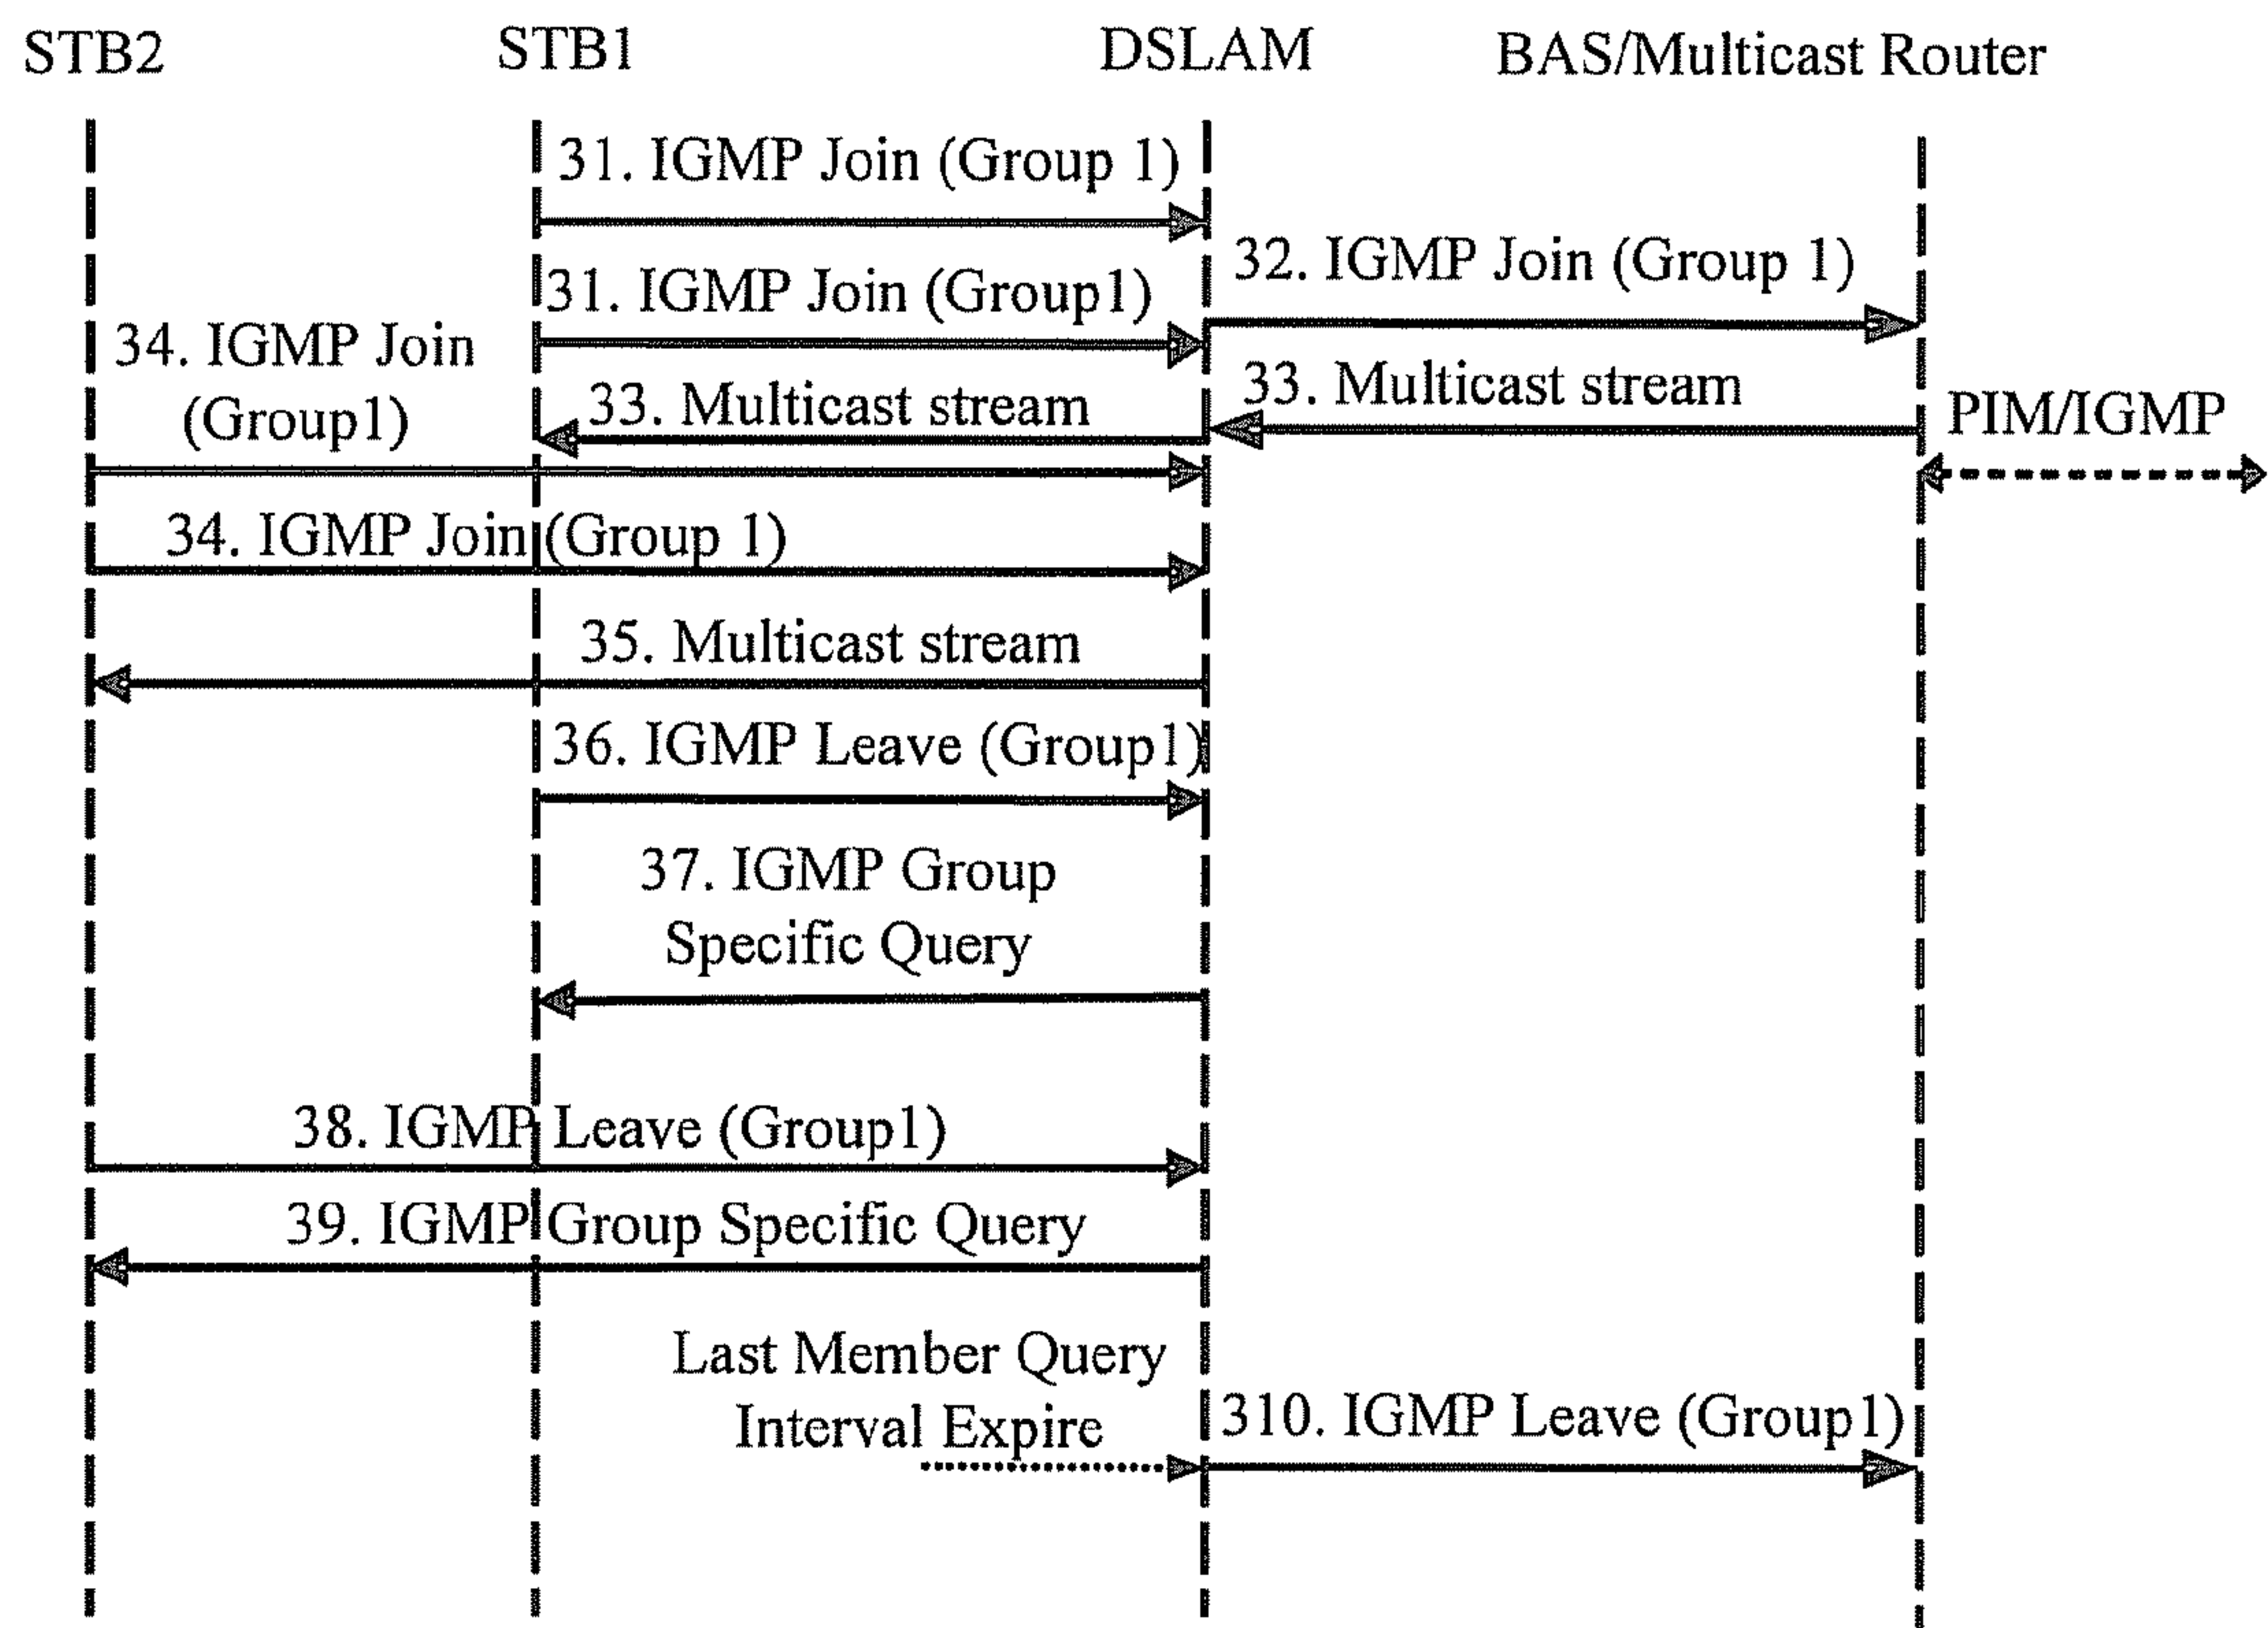 STB2
STB1
DSLAM
BAS/Multicast Router
31. IGMP Join (Group 1)
32. IGMP Join (Group 1)
31. IGMP Join (Group1)
34. IGMP Join
(Group1)
33. Multicast stream
33. Multicast stream
PIM/IGMP
34. IGMP Join (Group 1)
35. Multicast stream
36. IGMP Leave (Group1)
37. IGMP Group
Specific Query
38. IGMP Leave (Group1)
39. IGMP Group Specific Query
Last Member Query
Interval Expire
310. IGMP Leave (Group1)